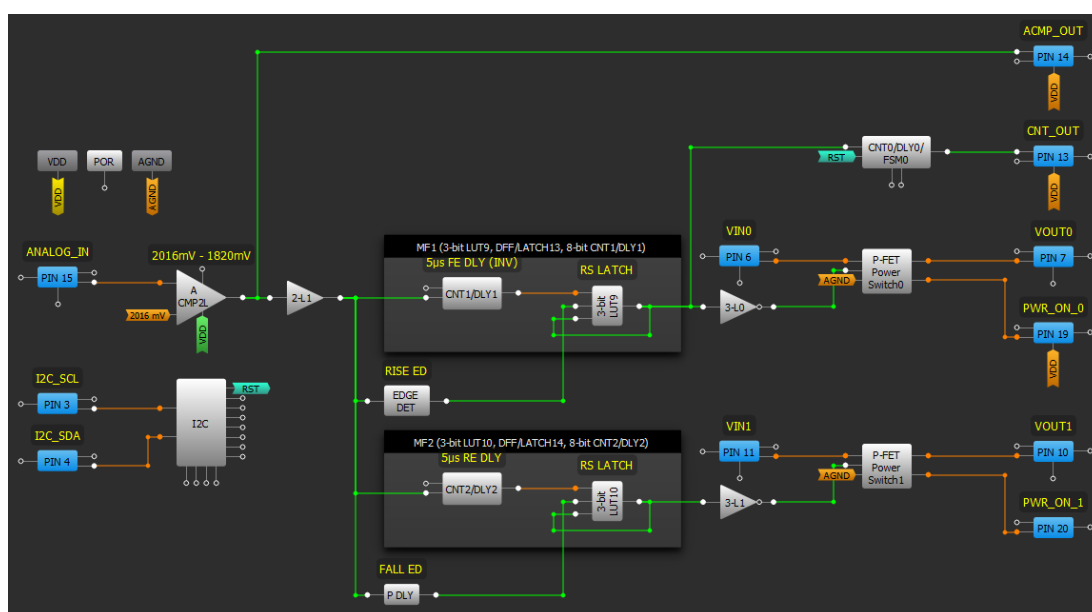 ACMP_OUT
PIN 14
VDD
CNT_OUT
CNT0/DLY0/
FSM0
RST
PIN 13
VDD
VDD
POR
AGND
VDD
AGND
ANALOG_IN
PIN 15
2016mV - 1820mV
A
CMP2L
2016 mV
VDD
2-L1
MF1 (3-bit LUT9, DFF/LATCH13, 8-bit CNT1/DLY1)
5µs FE DLY (INV)
CNT1/DLY1
RS LATCH
3-bit
LUT9
VIN0
PIN 6
3-L0
AGND
P-FET
Power
Switch0
VOUT0
PIN 7
PWR_ON_0
PIN 19
VDD
RISE ED
EDGE
DET
I2C_SCL
PIN 3
I2C_SDA
PIN 4
I2C
RST
MF2 (3-bit LUT10, DFF/LATCH14, 8-bit CNT2/DLY2)
5µs RE DLY
CNT2/DLY2
RS LATCH
3-bit
LUT10
VIN1
PIN 11
3-L1
AGND
P-FET
Power
Switch1
VOUT1
PIN 10
PWR_ON_1
PIN 20
FALL ED
P DLY